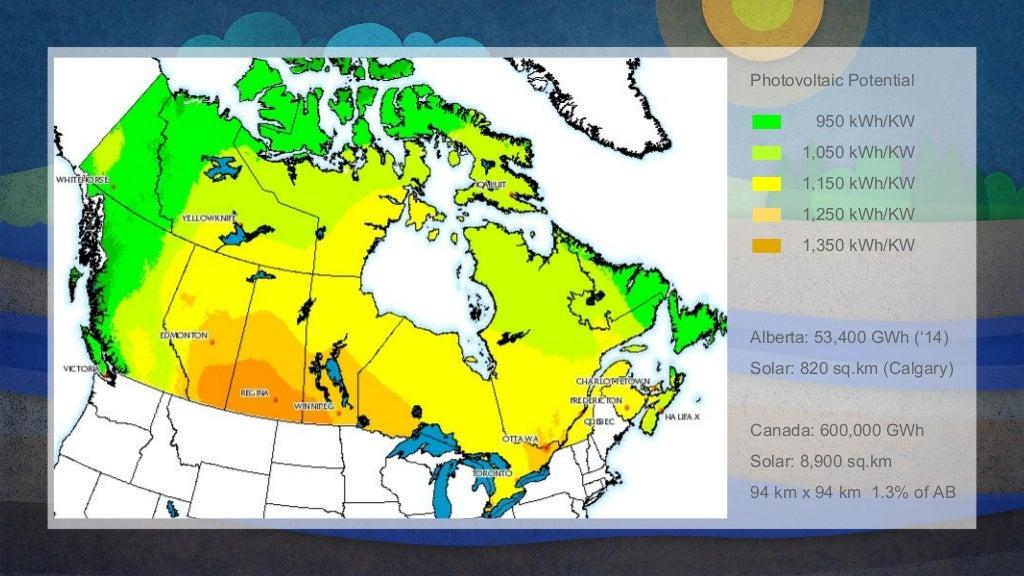 Photovoltaic Potential
950 kWh/KW
1,050 kWh/KW
1,150 kWh/KW
1,250 kWh/KW
1,350 kWh/KW
Alberta: 53,400 GWh (‘14)
Solar: 820 sq.km (Calgary)
Canada: 600,000 GWh
Solar: 8,900 sq.km
94 km x 94 km 1.3% of AB
WHITEHORSE
IQALUIT
YELLOWKNIFE
EDMONTON
VICTORIA
CHARLOTTETOWN
REGINA
FREDERICTON
WINNIPEG
HALIFAX
QUEBEC
OTTAWA
TORONTO